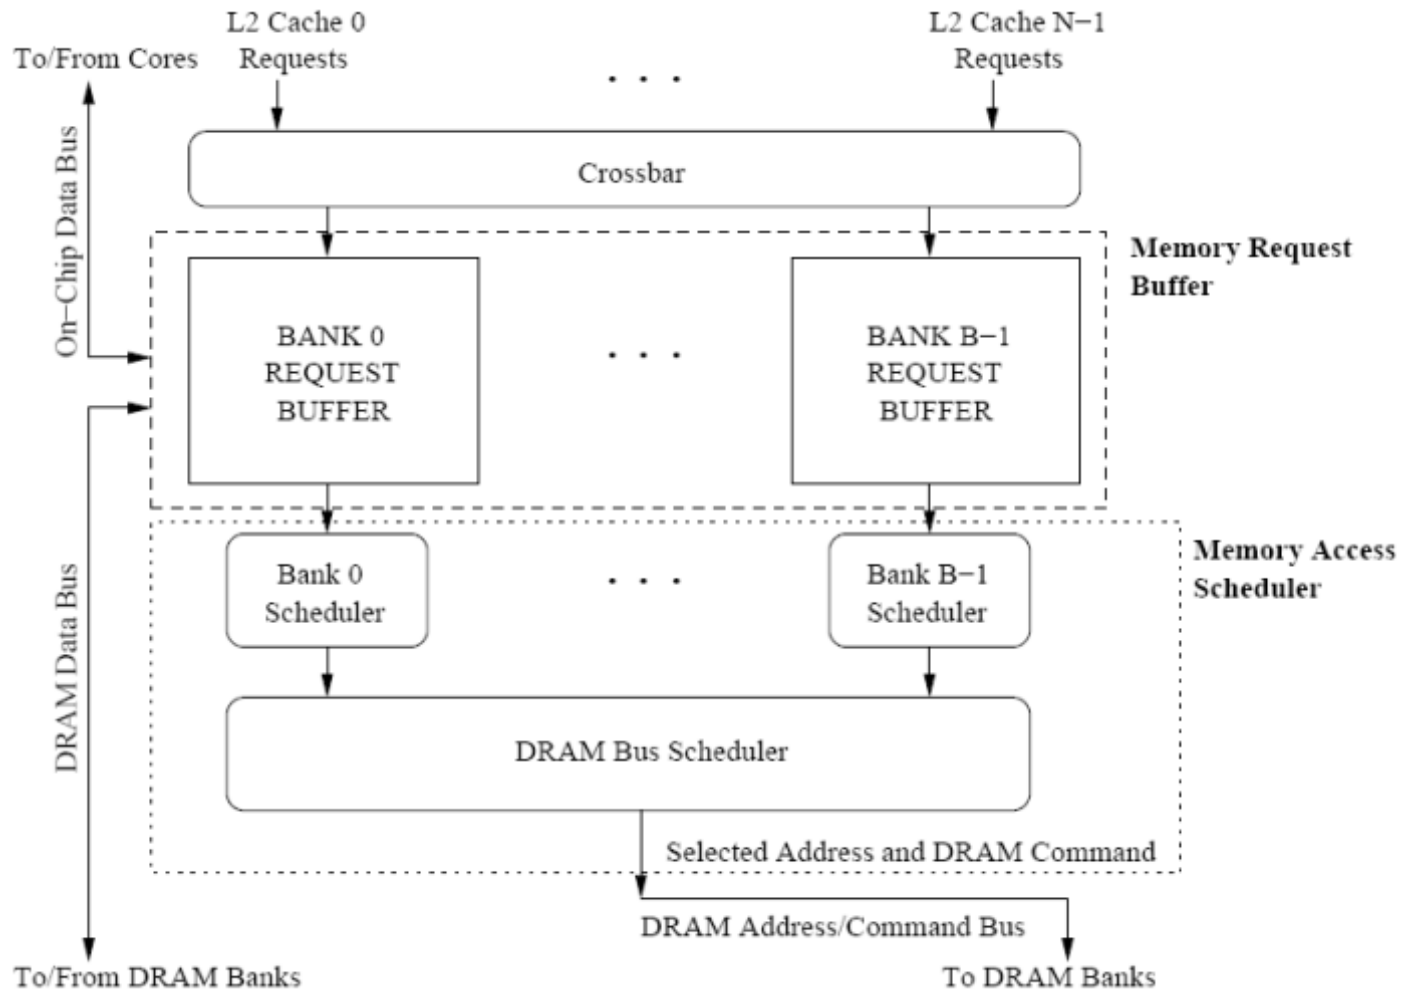 L2 Cache 0
Requests
L2 Cache N−1
Requests
To/From Cores
. . .
Crossbar
On−Chip Data Bus
Memory Request
Buffer
BANK 0
REQUEST
BUFFER
. . .
BANK B−1
REQUEST
BUFFER
Memory Access
Scheduler
Bank 0
Scheduler
. . .
Bank B−1
Scheduler
DRAM Data Bus
DRAM Bus Scheduler
Selected Address and DRAM Command
DRAM Address/Command Bus
To/From DRAM Banks
To DRAM Banks